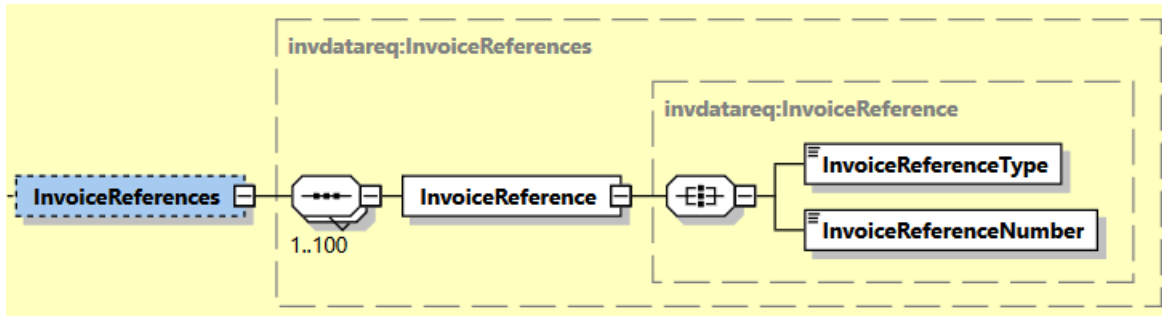 invdatareq:InvoiceReferences
invdatareq:InvoiceReference
InvoiceReferenceType
InvoiceReferences
InvoiceReference
InvoiceReferenceNumber
1..100